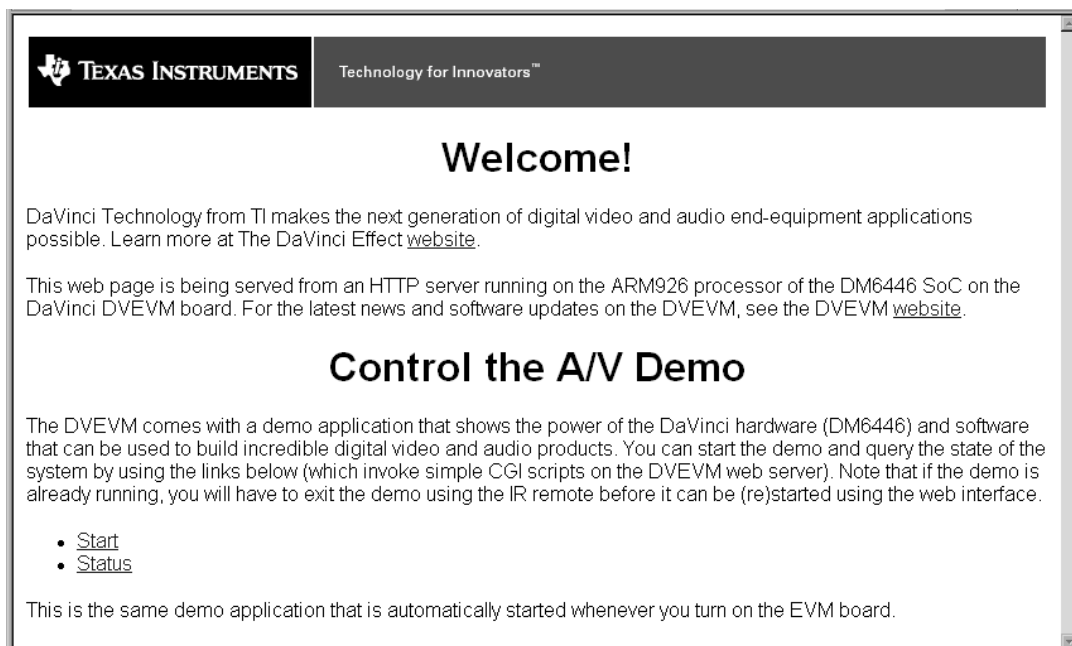 TEXAS INSTRUMENTS
Technology for Innovators™
Welcome!
DaVinci Technology from TI makes the next generation of digital video and audio end-equipment applications
possible. Learn more at The DaVinci Effect website.
This web page is being served from an HTTP server running on the ARM926 processor of the DM6446 SoC on the
DaVinci DVEVM board. For the latest news and software updates on the DVEVM, see the DVEVM website.
Control the A/V Demo
The DVEVM comes with a demo application that shows the power of the DaVinci hardware (DM6446) and software
that can be used to build incredible digital video and audio products. You can start the demo and query the state of the
system by using the links below (which invoke simple CGI scripts on the DVEVM web server). Note that if the demo is
already running, you will have to exit the demo using the IR remote before it can be (re)started using the web interface.
• Start
• Status
This is the same demo application that is automatically started whenever you turn on the EVM board.